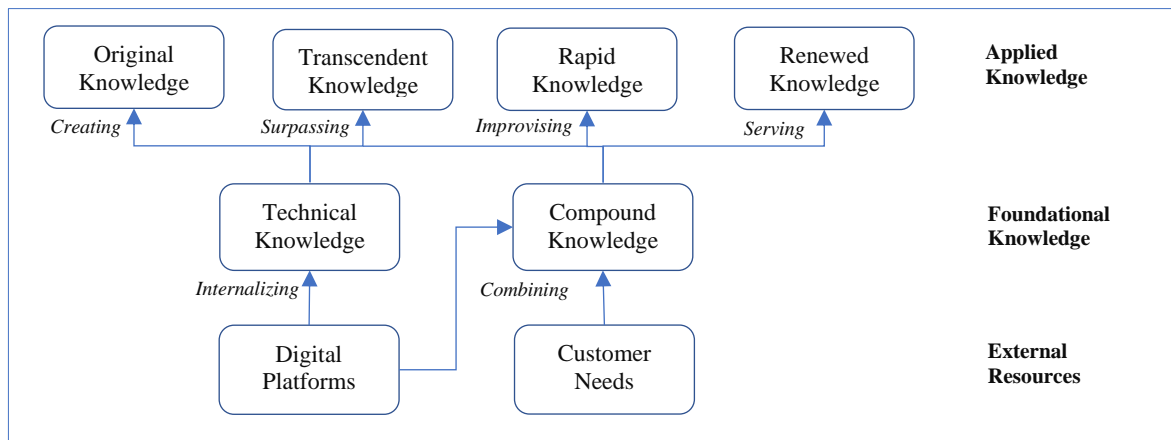 Original
Knowledge
Transcendent
Knowledge
Rapid
Knowledge
Renewed
Knowledge
Applied
Knowledge
Creating
Surpassing
Improvising
Serving
Technical
Knowledge
Compound
Knowledge
Foundational
Knowledge
Internalizing
Combining
Digital
Platforms
Customer
Needs
External
Resources